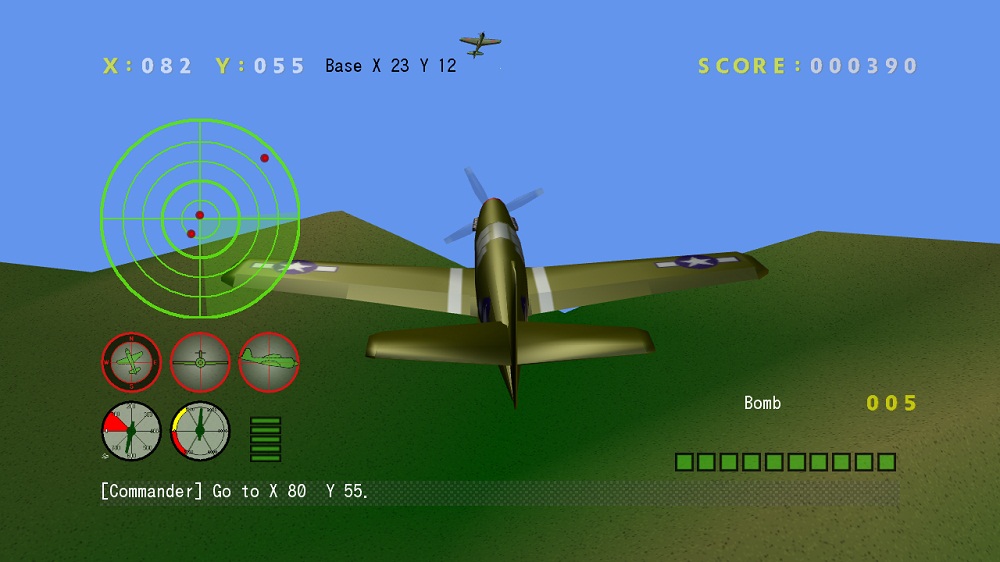 X:082 Y:055 Base X 23 Y 12
SCORE:000390
Bomb 005
[Commander] Go to X 80 Y 55.